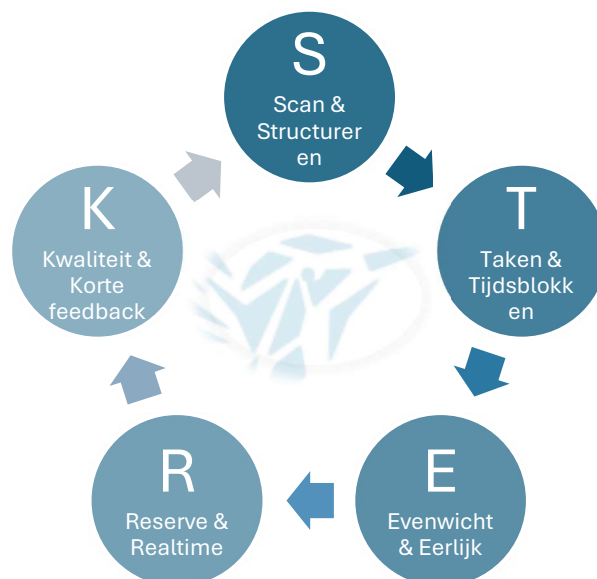 S
Scan &
Structurer
en
T
Taken &
Tijdsblokk
en
E
Evenwicht
& Eerlijk
R
Reserve &
Realtime
K
Kwaliteit &
Korte
feedback